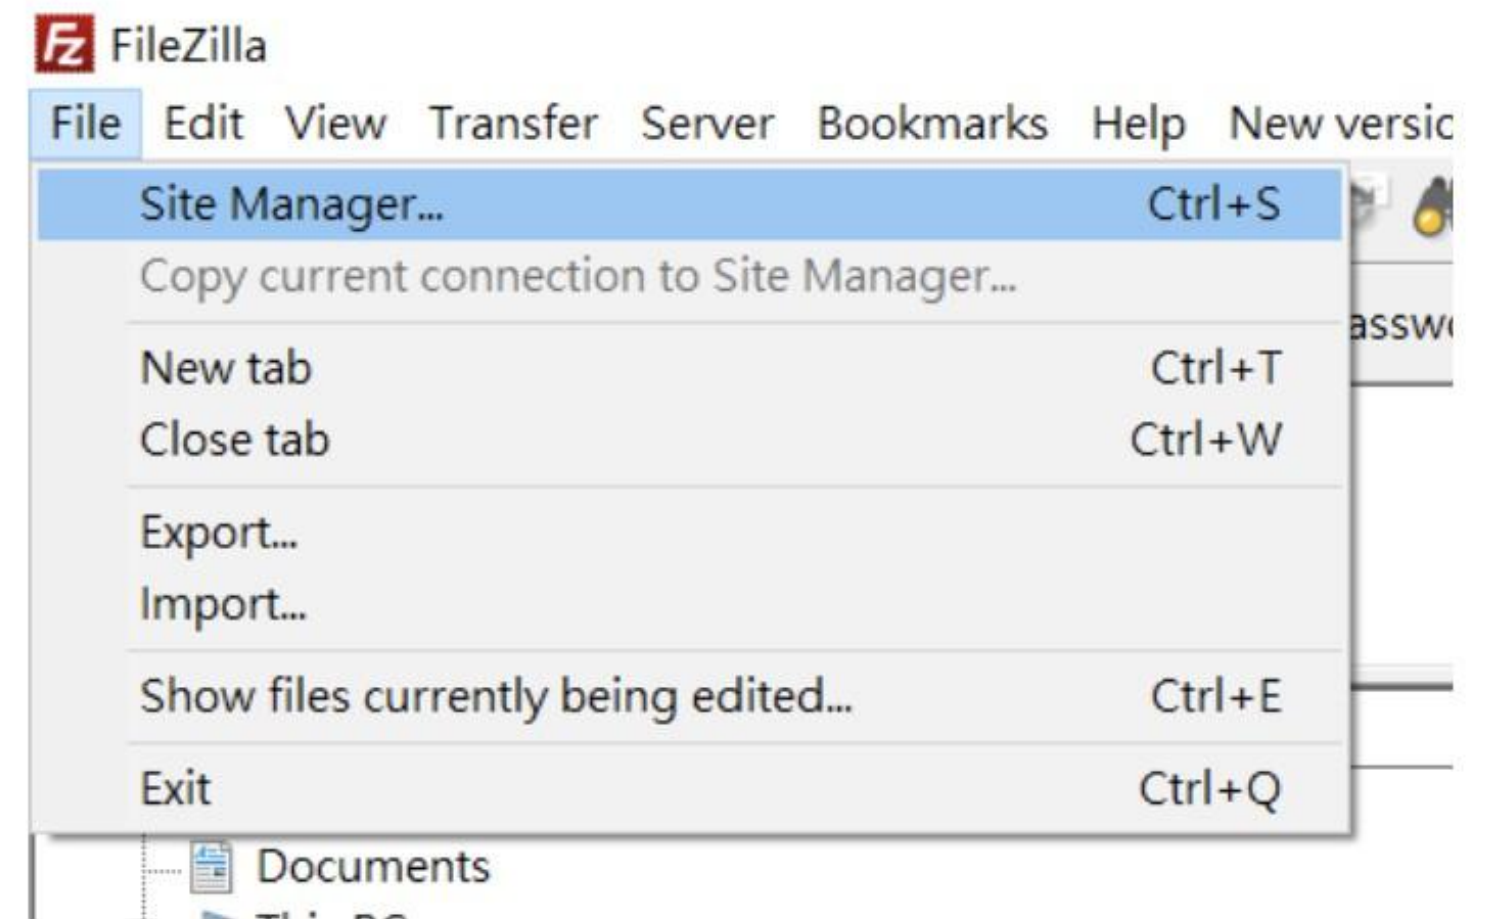 FileZilla
File Edit View Transfer Server Bookmarks Help New
Site Manager... Ctrl+S
Copy current connection to Site Manager...
New tab Ctrl+T
Close tab Ctrl+W
Export...
Import...
Show files currently being edited... Ctrl+E
Exit Ctrl+Q
Documents